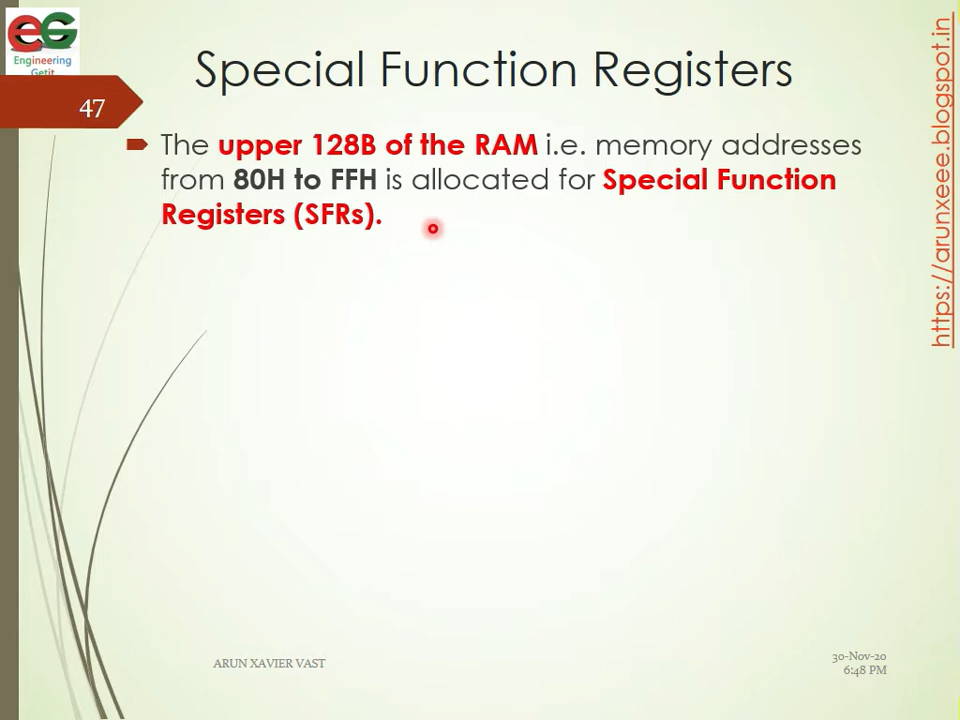 eG
Engineering
Getit
Special Function Registers
47
The upper 128B of the RAM i.e. memory addresses
from 80H to FFH is allocated for Special Function
Registers (SFRs).
https://arunxeee.blogspot.in
ARUN XAVIER VAST
30-Nov-20
6:48 PM